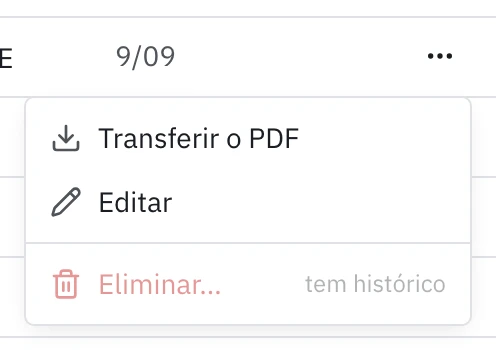 E 9/09 •••
Transferir o PDF
Editar
Eliminar... tem histórico